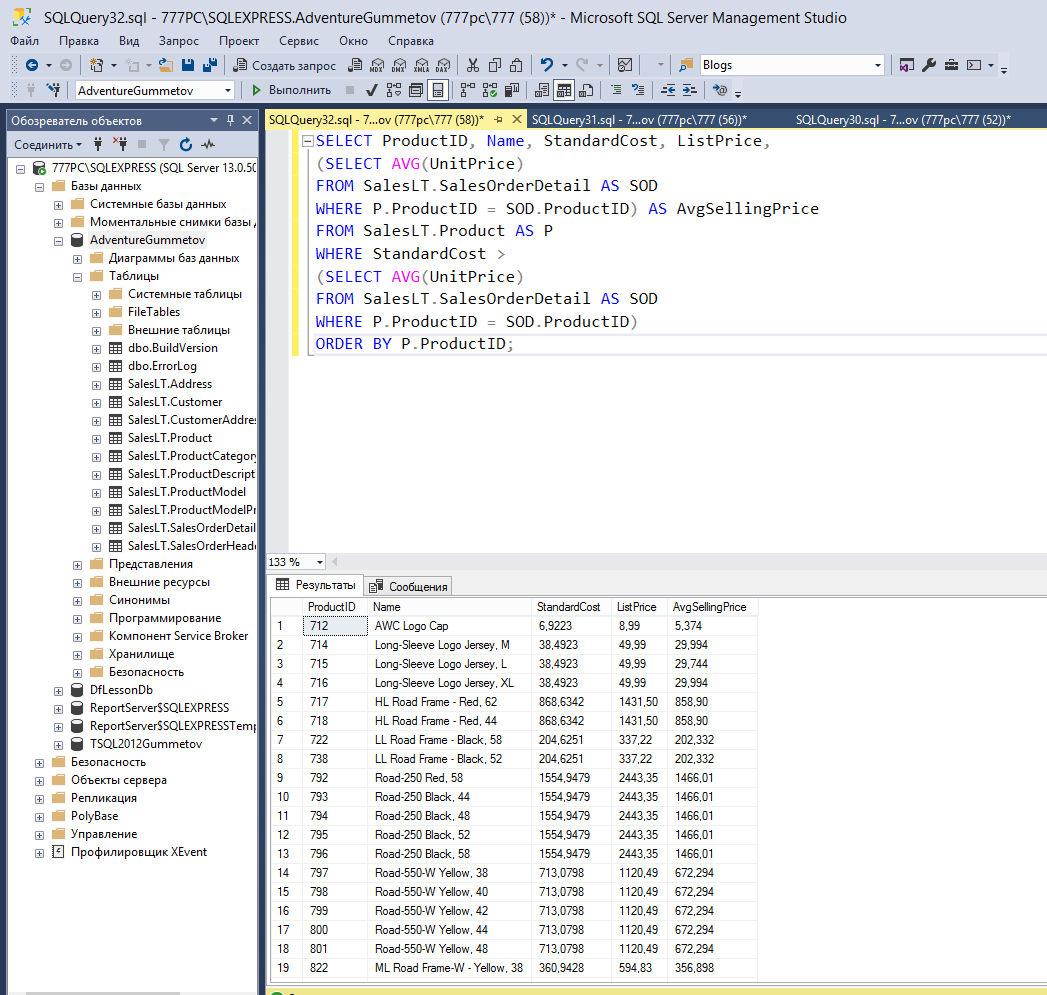 SQLQuery32.sql - 777PC\SQLEXPRESS.AdventureGummetov (777pc\777 (58))* - Microsoft SQL Server Management Studio
Файл Правка Вид Запрос Проект Сервис Окно Справка
Создать запрос MDX DMX XMLA DAX Blogs
AdventureGummetov Выполнить
Обозреватель объектов
Соединить
777PC\SQLEXPRESS (SQL Server 13.0.50
Базы данных
Системные базы данных
Моментальные снимки базы
AdventureGummetov
Диаграммы баз данных
Таблицы
Системные таблицы
FileTables
Внешние таблицы
dbo.BuildVersion
dbo.ErrorLog
SalesLT.Address
SalesLT.Customer
SalesLT.CustomerAddre
SalesLT.Product
SalesLT.ProductCategory
SalesLT.ProductDescript
SalesLT.ProductModel
SalesLT.ProductModelPr
SalesLT.SalesOrderDetail
SalesLT.SalesOrderHead
Представления
Внешние ресурсы
Синонимы
Программирование
Компонент Service Broker
Хранилище
Безопасность
DfLessonDb
ReportServer$SQLEXPRESS
ReportServer$SQLEXPRESSTemp
TSQL2012Gummetov
Безопасность
Объекты сервера
Репликация
PolyBase
Управление
Профилировщик XEvent
SQLQuery32.sql - 7...ov (777pc\777 (58))* SQLQuery31.sql - 7...ov (777pc\777 (56))* SQLQuery30.sql - 7...ov (777pc\777 (52))*
SELECT ProductID, Name, StandardCost, ListPrice,
(SELECT AVG(UnitPrice)
FROM SalesLT.SalesOrderDetail AS SOD
WHERE P.ProductID = SOD.ProductID) AS AvgSellingPrice
FROM SalesLT.Product AS P
WHERE StandardCost >
(SELECT AVG(UnitPrice)
FROM SalesLT.SalesOrderDetail AS SOD
WHERE P.ProductID = SOD.ProductID)
ORDER BY P.ProductID;
133 %
Результаты Сообщения
ProductID Name StandardCost ListPrice AvgSellingPrice
1 712 AWC Logo Cap 6,9223 8,99 5,374
2 714 Long-Sleeve Logo Jersey, M 38,4923 49,99 29,994
3 715 Long-Sleeve Logo Jersey, L 38,4923 49,99 29,744
4 716 Long-Sleeve Logo Jersey, XL 38,4923 49,99 29,994
5 717 HL Road Frame - Red, 62 868,6342 1431,50 858,90
6 718 HL Road Frame - Red, 44 868,6342 1431,50 858,90
7 722 LL Road Frame - Black, 58 204,6251 337,22 202,332
8 738 LL Road Frame - Black, 52 204,6251 337,22 202,332
9 792 Road-250 Red, 58 1554,9479 2443,35 1466,01
10 793 Road-250 Black, 44 1554,9479 2443,35 1466,01
11 794 Road-250 Black, 48 1554,9479 2443,35 1466,01
12 795 Road-250 Black, 52 1554,9479 2443,35 1466,01
13 796 Road-250 Black, 58 1554,9479 2443,35 1466,01
14 797 Road-550-W Yellow, 38 713,0798 1120,49 672,294
15 798 Road-550-W Yellow, 40 713,0798 1120,49 672,294
16 799 Road-550-W Yellow, 42 713,0798 1120,49 672,294
17 800 Road-550-W Yellow, 44 713,0798 1120,49 672,294
18 801 Road-550-W Yellow, 48 713,0798 1120,49 672,294
19 822 ML Road Frame-W - Yellow, 38 360,9428 594,83 356,898